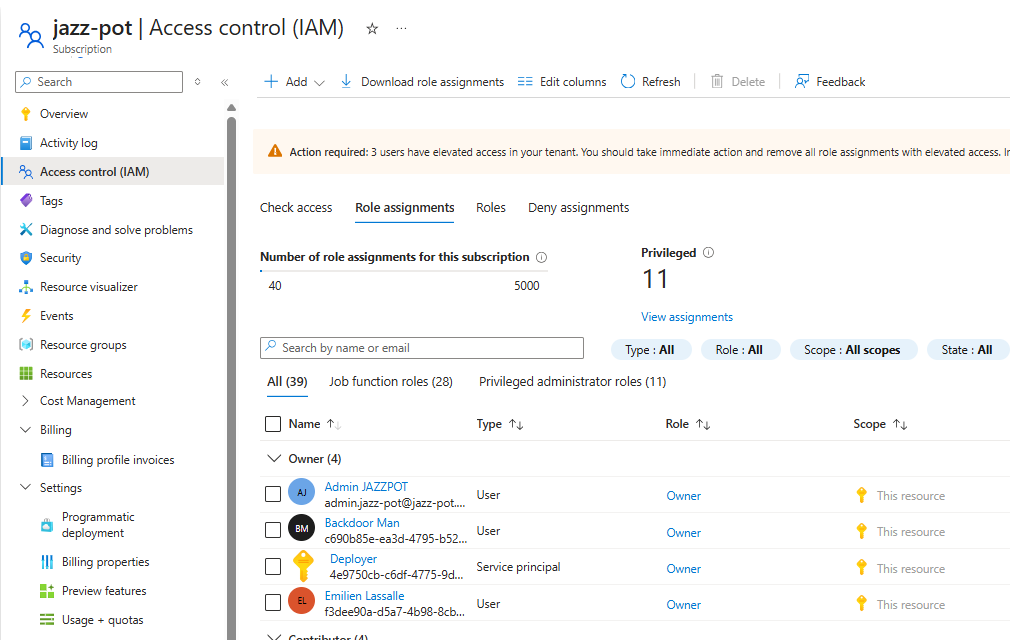 jazz-pot | Access control (IAM) ☆ ...
Subscription
Search
Add
Download role assignments
Edit columns
Refresh
Delete
Feedback
Overview
Activity log
Access control (IAM)
Tags
Diagnose and solve problems
Security
Resource visualizer
Events
Resource groups
Resources
Cost Management
Billing
Billing profile invoices
Settings
Programmatic
deployment
Billing properties
Preview features
Usage + quotas
Action required: 3 users have elevated access in your tenant. You should take immediate action and remove all role assignments with elevated access. I
Check access Role assignments Roles Deny assignments
Number of role assignments for this subscription
40 5000
Privileged
11
View assignments
Search by name or email
Type : All Role : All Scope : All scopes State : All
All (39) Job function roles (28) Privileged administrator roles (11)
Name Type Role Scope
Owner (4)
AJ Admin JAZZPOT User Owner This resource
admin.jazz-pot@jazz-pot....
BM Backdoor Man User Owner This resource
c690b85e-ea3d-4795-b52...
Deployer Service principal Owner This resource
4e9750cb-c6df-4775-9d...
EL Emilien Lassalle User Owner This resource
f3dee90a-d5a7-4b98-8cb...
Contributor (4)